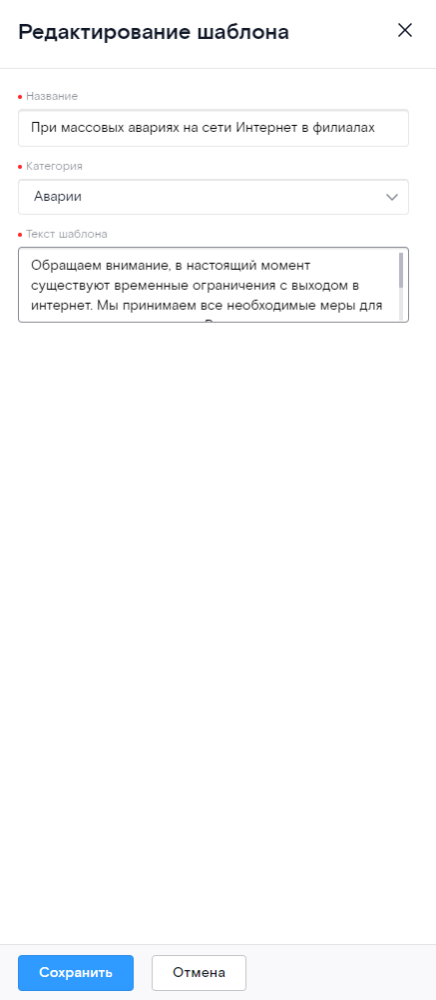 Редактирование шаблона
Название
При массовых авариях на сети Интернет в филиалах
Категория
Аварии
Текст шаблона
Обращаем внимание, в настоящий момент
существуют временные ограничения с выходом в
интернет. Мы принимаем все необходимые меры для
Сохранить
Отмена